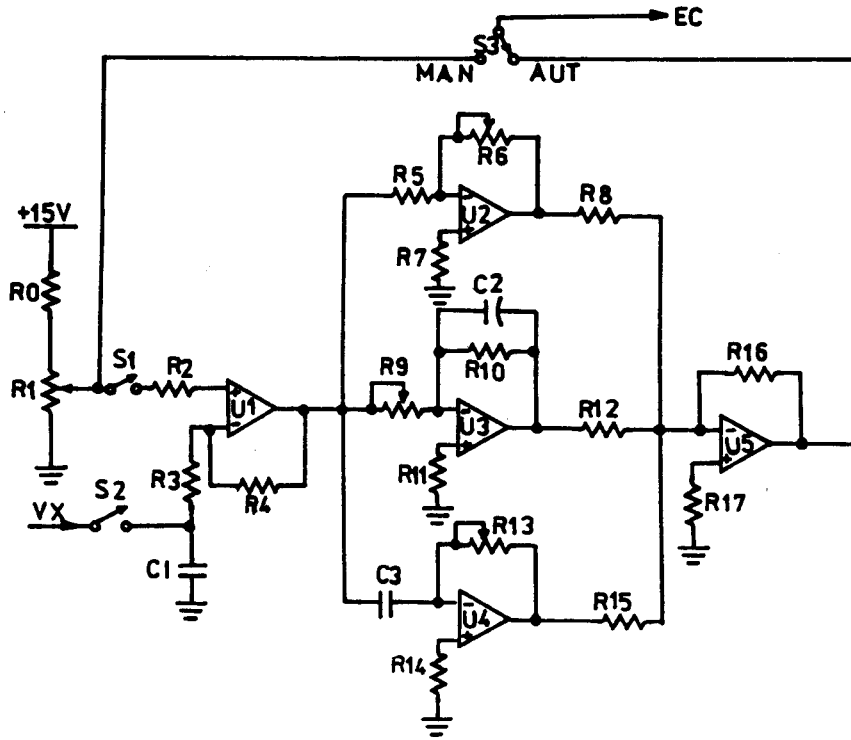 EC
S3
MAN
AUT
R6
R5
+15V
U2
R8
R7
R0
C2
S1
R2
R9
R10
R16
R1
U1
U3
R12
U5
R3
R4
R11
R17
VX
S2
R13
C1
C3
U4
R15
R14
- 
+